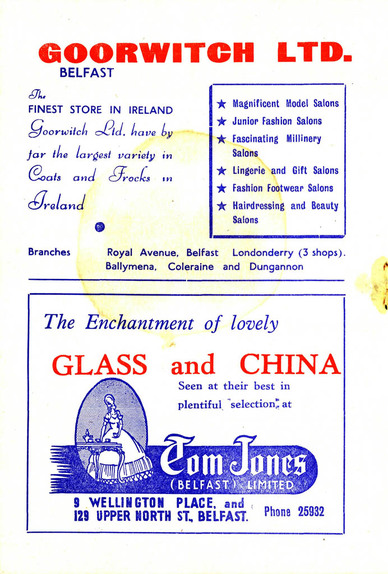 GOORWITCH LTD.
BELFAST
The
FINEST STORE IN IRELAND
Goorwitch Ltd. have by
far the largest variety in
Coats and Frocks in
Ireland
★ Magnificent Model Salons
★ Junior Fashion Salons
★ Fascinating Millinery
Salons
★ Lingerie and Gift Salons
★ Fashion Footwear Salons
★ Hairdressing and Beauty
Salons
Branches Royal Avenue, Belfast Londonderry (3 shops).
Ballymena, Coleraine and Dungannon
The Enchantment of lovely
GLASS and CHINA
Seen at their best in
plentiful selection, at
Tom Jones
(BELFAST) LIMITED
9 WELLINGTON PLACE, and
129 UPPER NORTH ST., BELFAST.
Phone 25932